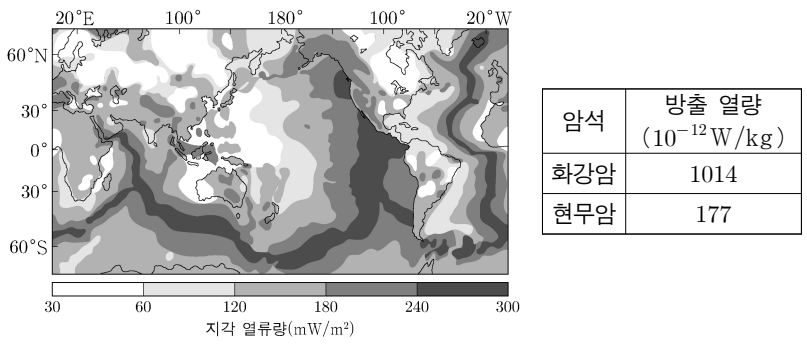 20°E 100° 180° 100° 20°W
60°N
30°
0°
30°
60°S
30 60 120 180 240 300
지각 열류량(mW/m²)
암석 방출 열량 (10⁻¹²W/kg)
화강암 1014
현무암 177